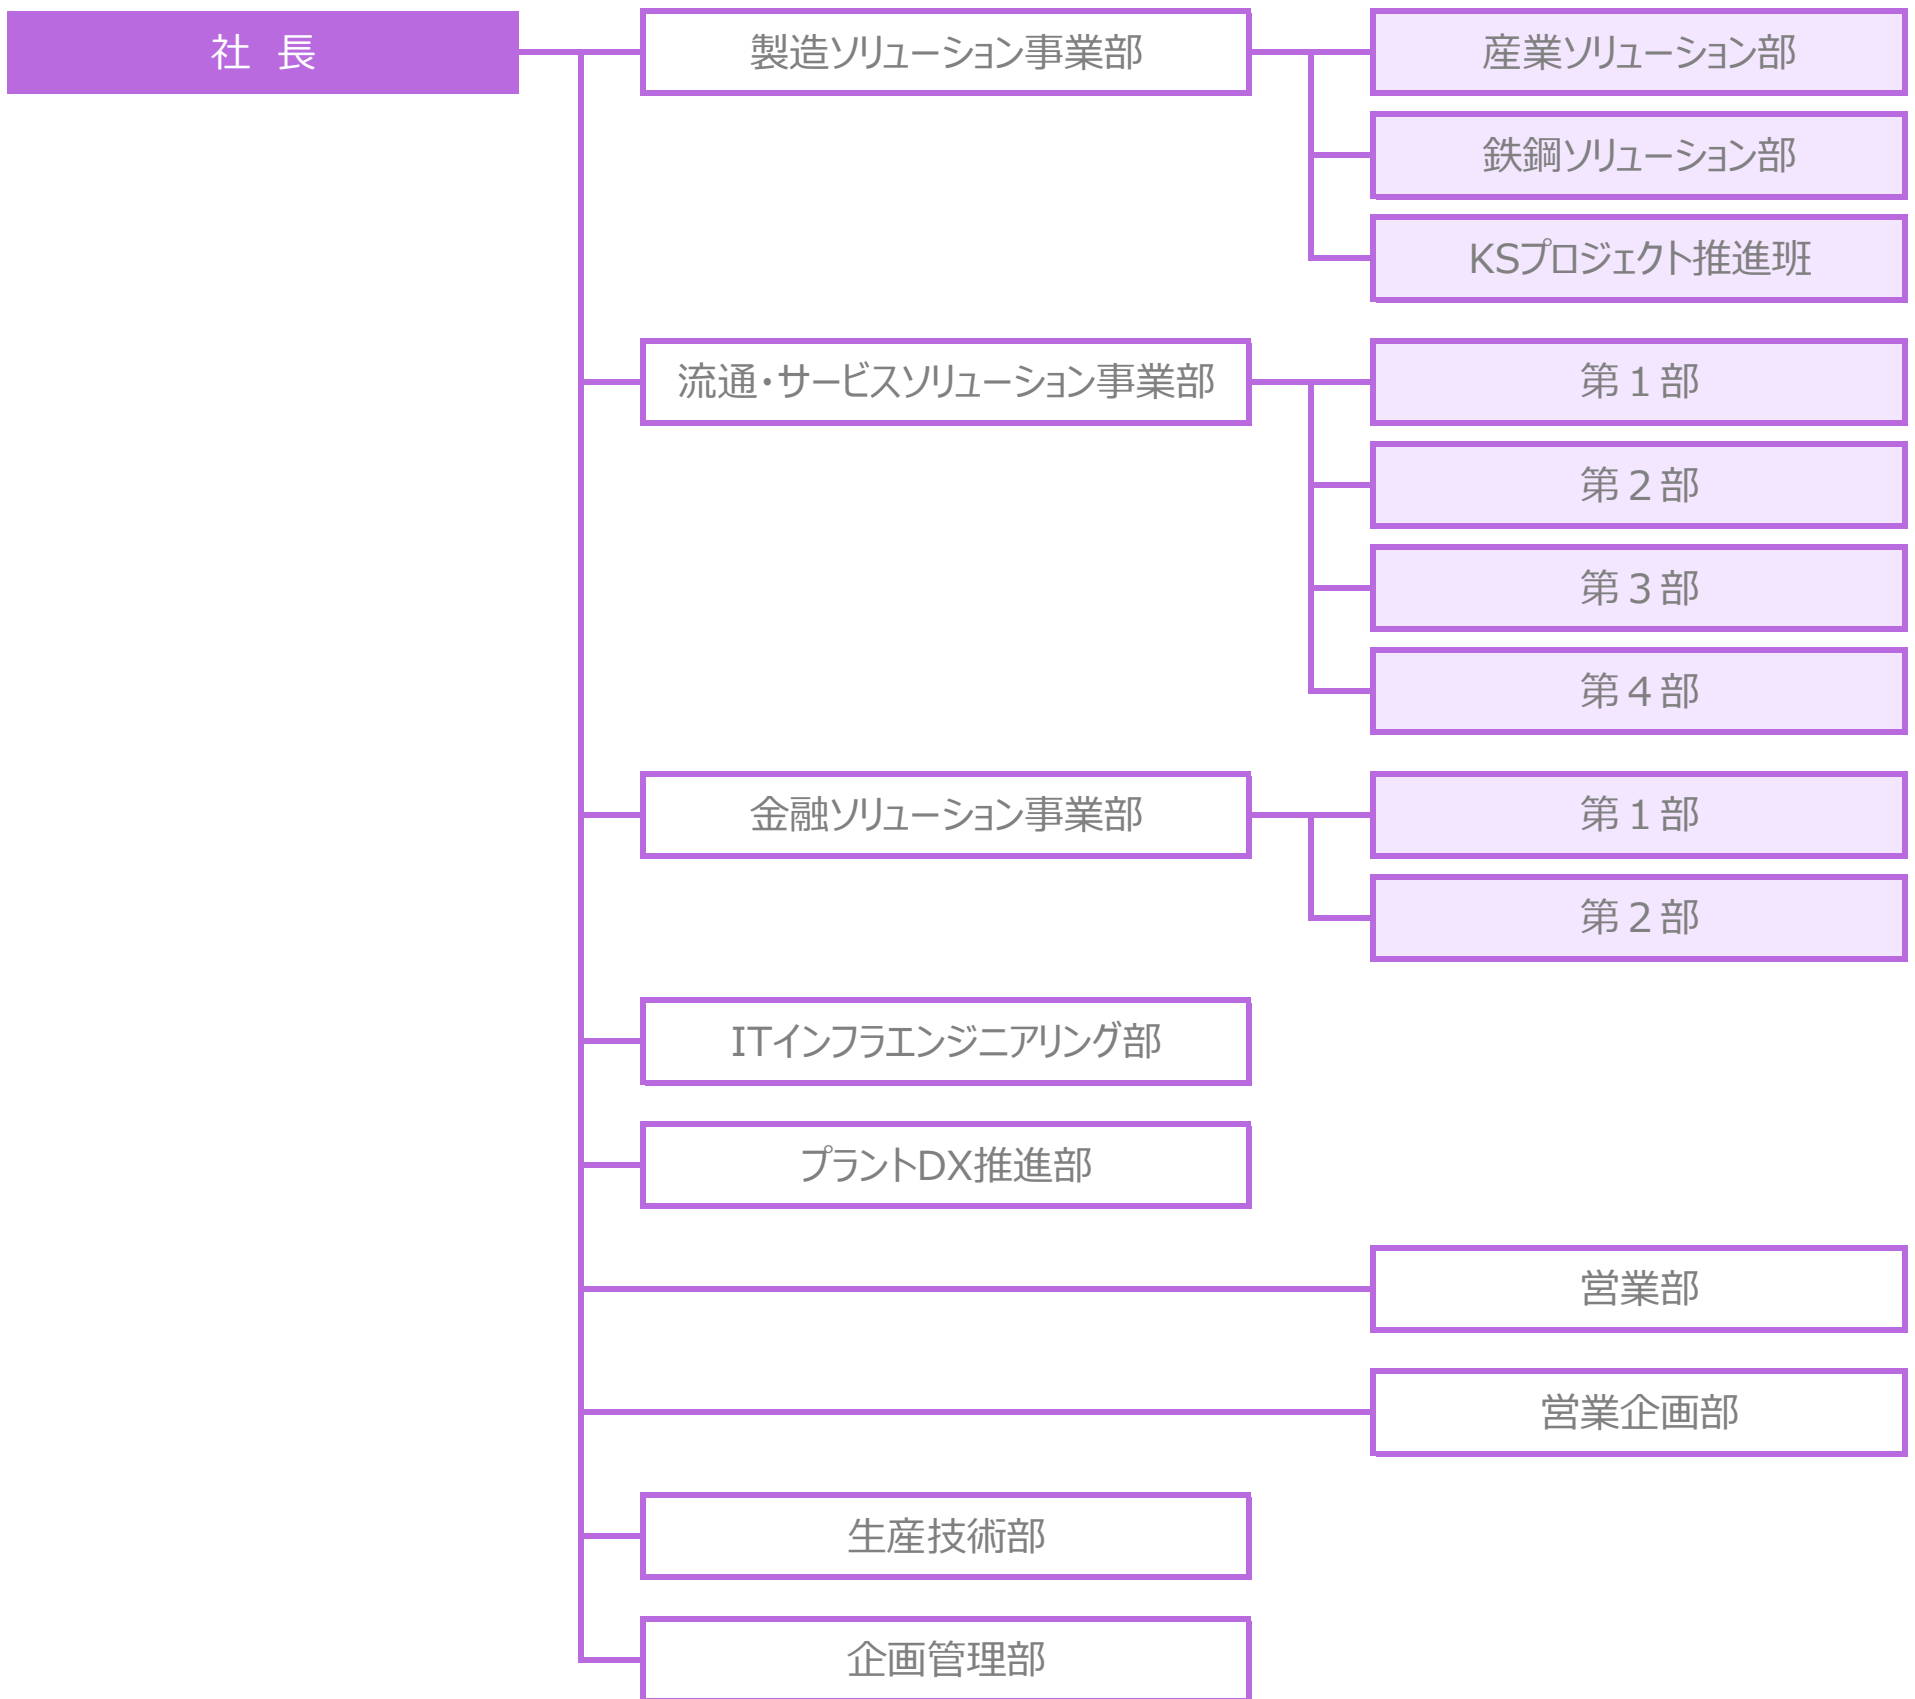 社　長
製造ソリューション事業部
産業ソリューション部
鉄鋼ソリューション部
KSプロジェクト推進班
流通・サービスソリューション事業部
第１部
第２部
第３部
第４部
金融ソリューション事業部
第１部
第２部
ITインフラエンジニアリング部
プラントDX推進部
営業部
営業企画部
生産技術部
企画管理部